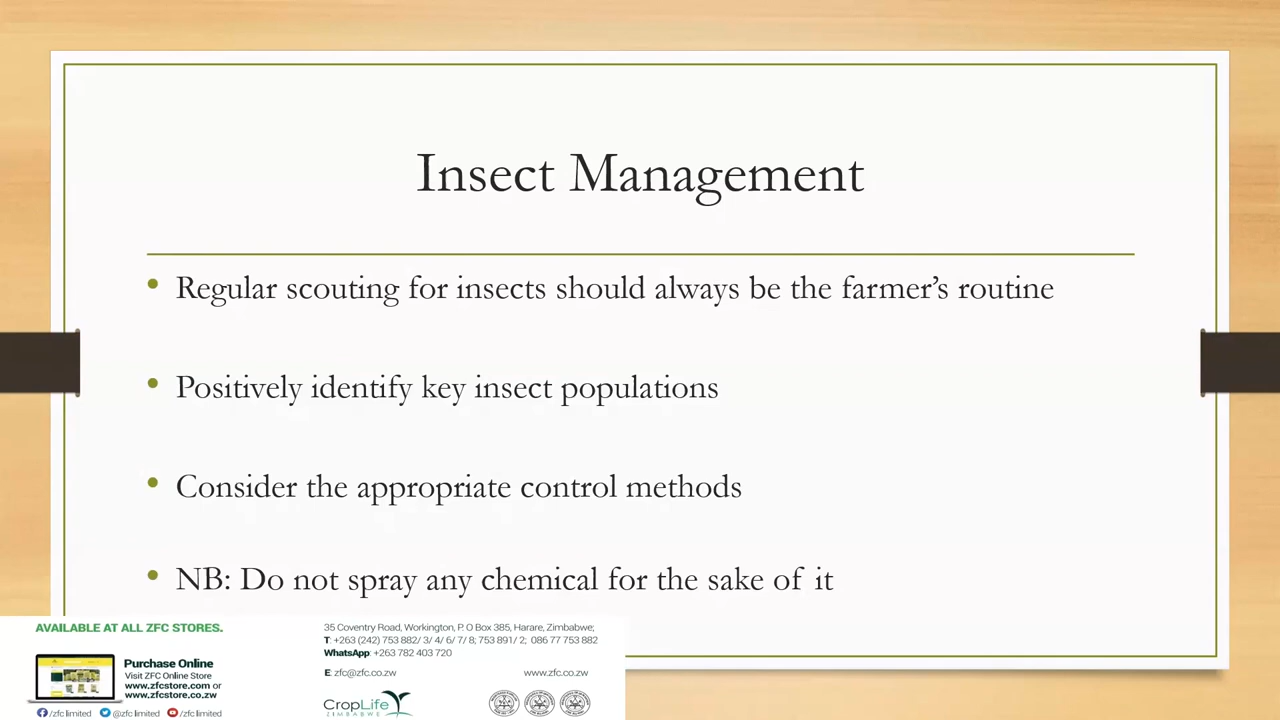 Insect Management
• Regular scouting for insects should always be the farmer’s routine
• Positively identify key insect populations
• Consider the appropriate control methods
• NB: Do not spray any chemical for the sake of it
AVAILABLE AT ALL ZFC STORES.
Purchase Online
Visit ZFC Online Store
www.zfcstore.com or
www.zfcstore.co.zw
/zfc limited @zfc limited /zfc limited
35 Coventry Road, Workington, P. O Box 385, Harare, Zimbabwe;
T: +263 (242) 753 882/ 3/ 4/ 6/ 7/ 8; 753 891/ 2; 086 77 753 882
WhatsApp: +263 782 403 720
E: zfc@zfc.co.zw www.zfc.co.zw
CropLife
ZIMBABWE